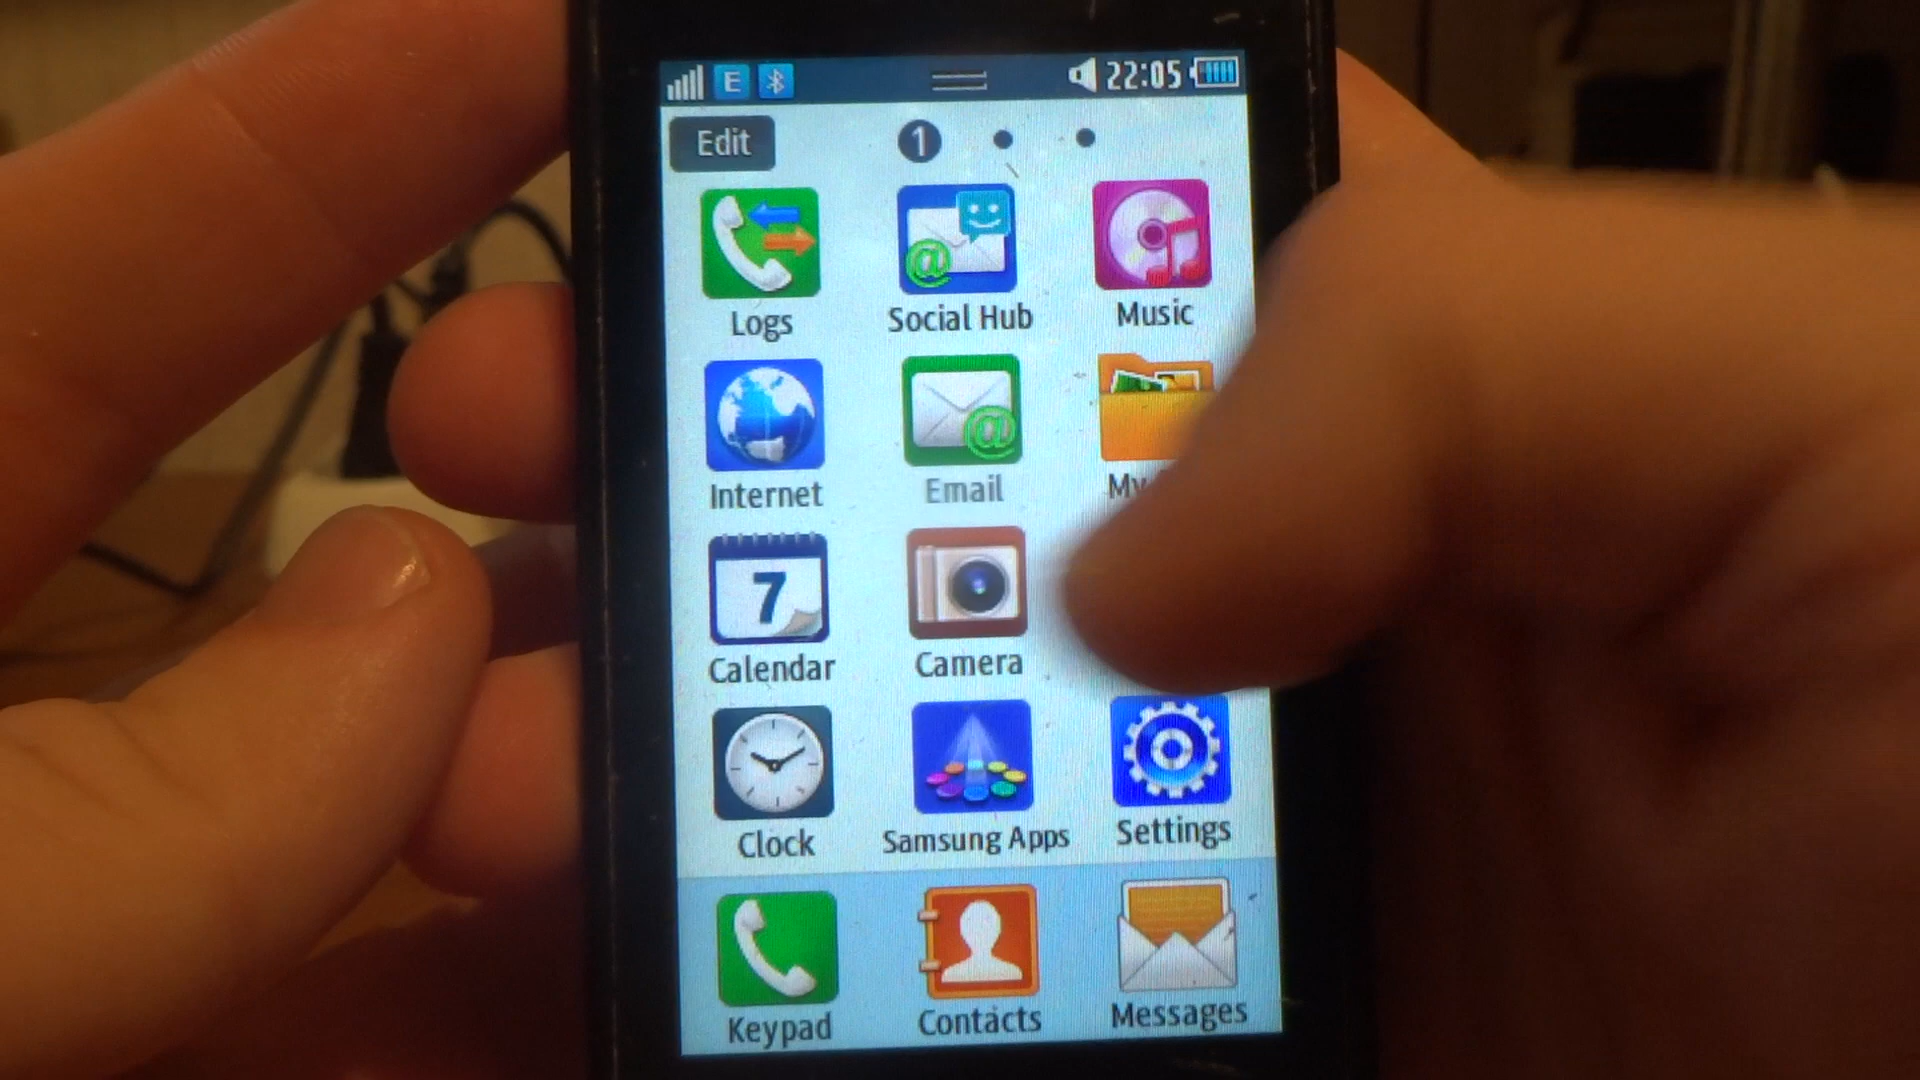 E 22:05
Edit 1
Logs Social Hub Music
Internet Email My
7
Calendar Camera
Clock Samsung Apps Settings
Keypad Contacts Messages